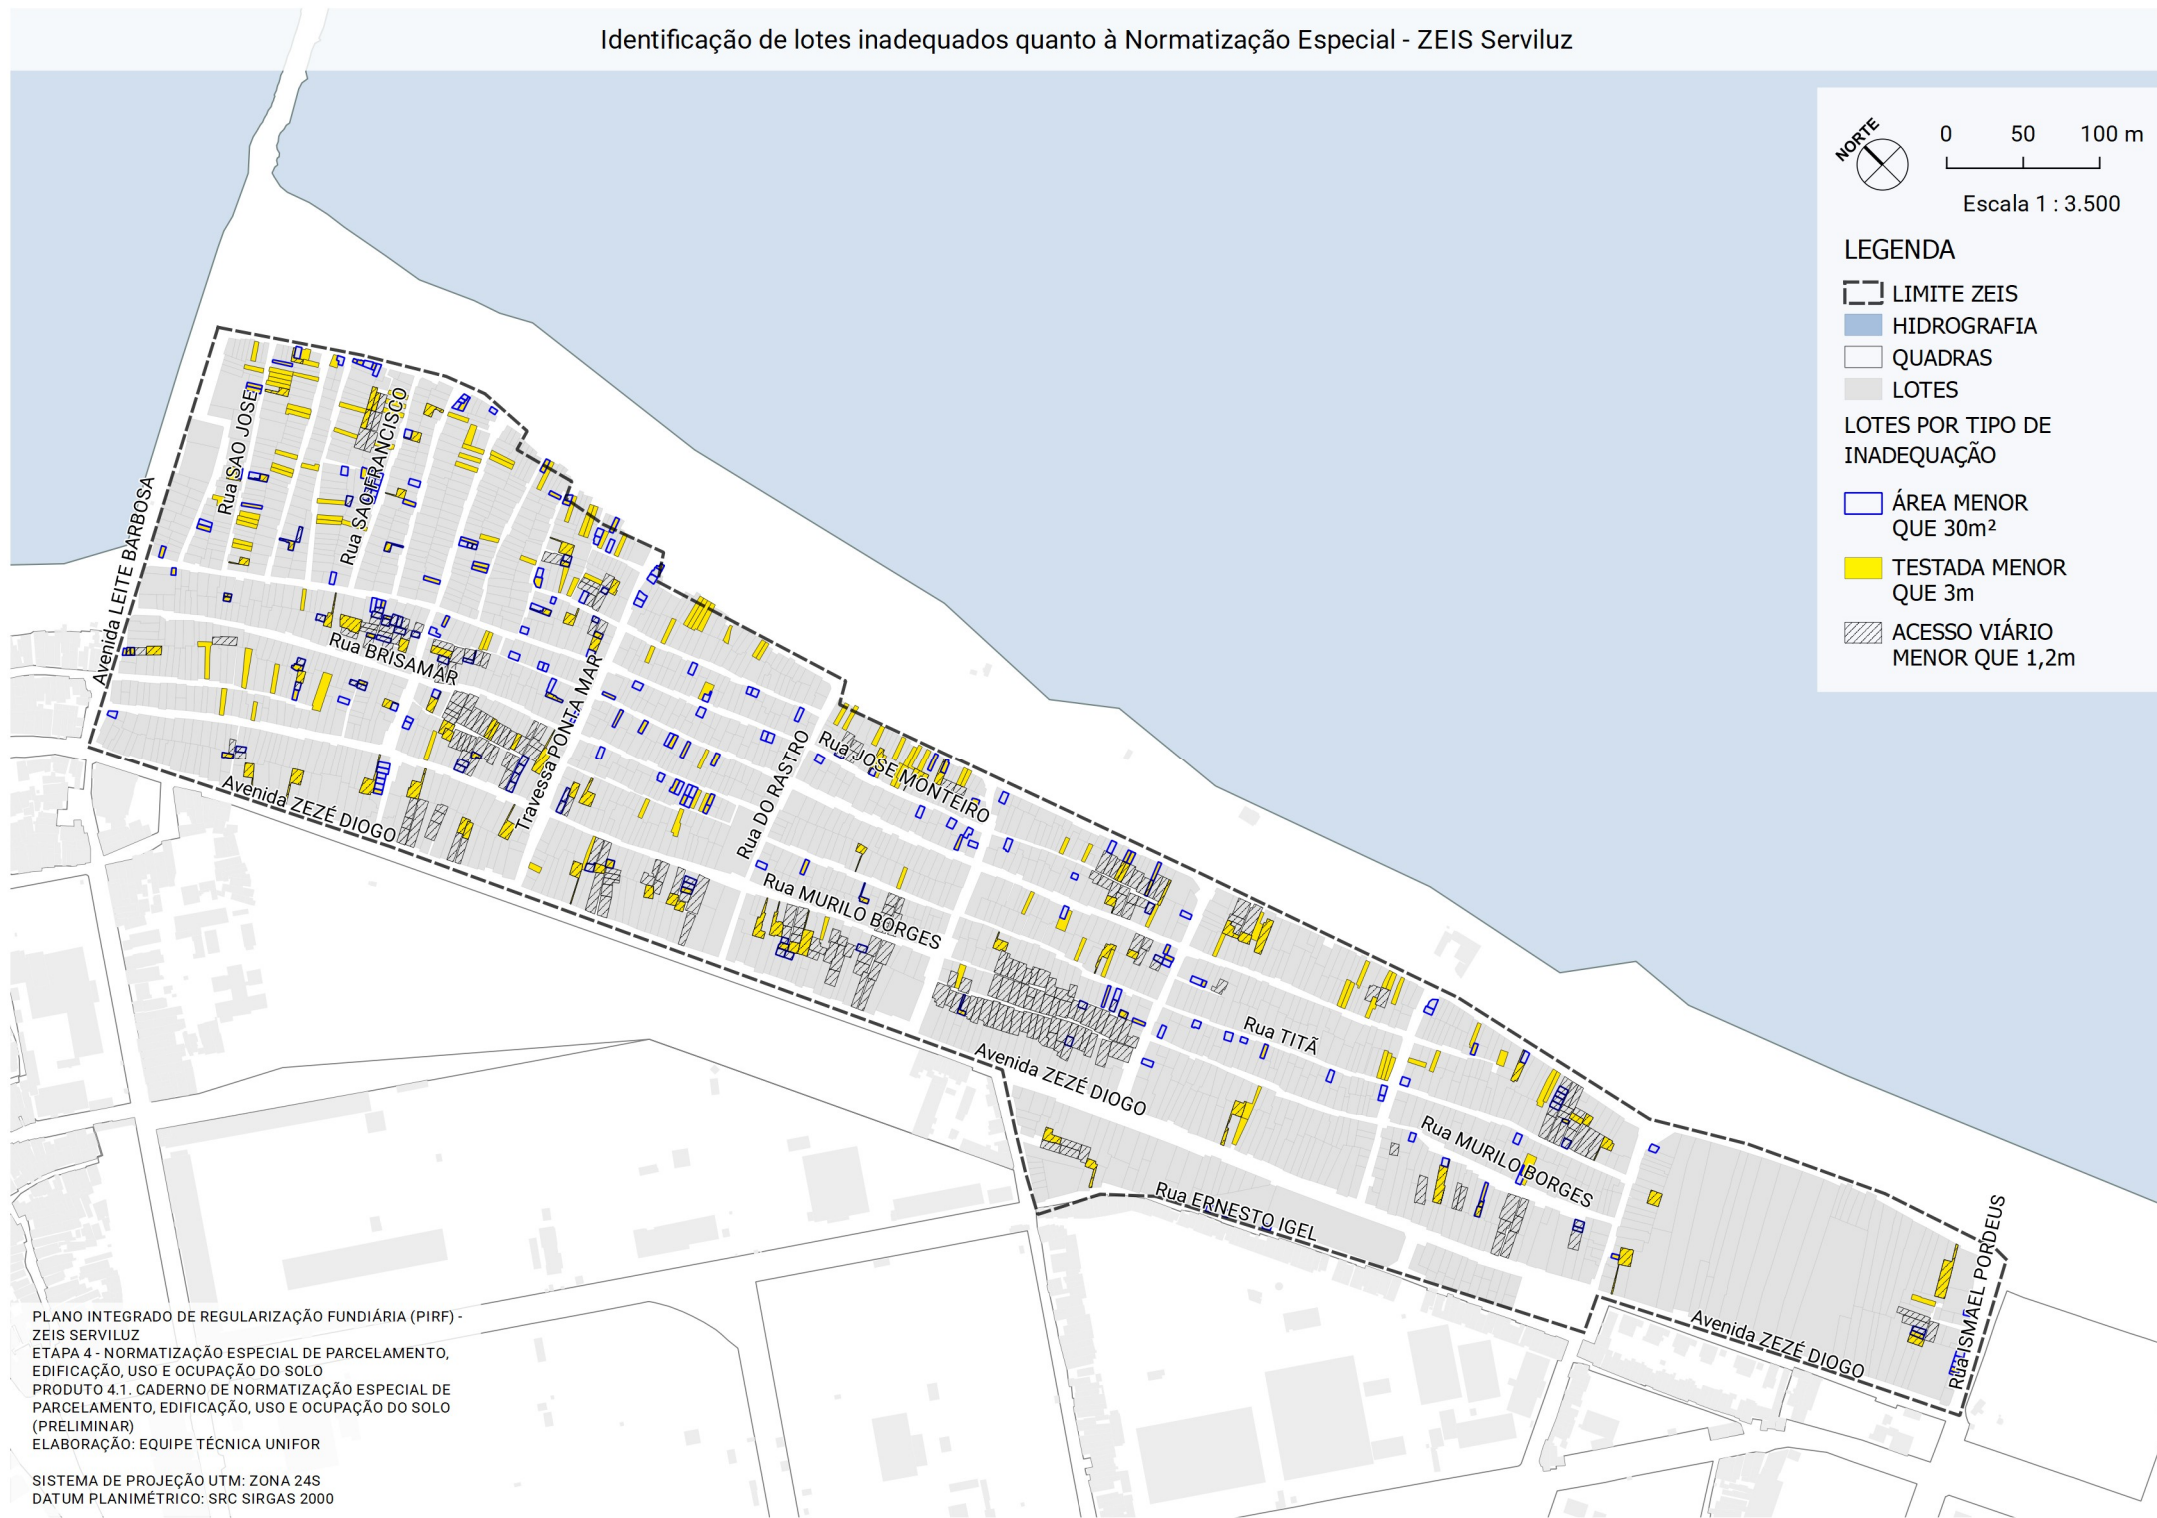 Identificação de lotes inadequados quanto à Normatização Especial - ZEIS Serviluz
NORTE
0 50 100 m
Escala 1 : 3.500
LEGENDA
LIMITE ZEIS
HIDROGRAFIA
QUADRAS
LOTES
LOTES POR TIPO DE
INADEQUAÇÃO
ÁREA MENOR
QUE 30m²
TESTADA MENOR
QUE 3m
ACESSO VIÁRIO
MENOR QUE 1,2m
Avenida LEITE BARBOSA
Rua SAO JOSE
Rua SAO FRANCISCO
Rua BRISAMAR
Travessa PONTA MAR
Avenida ZEZÉ DIOGO
Rua DO RASTRO
Rua JOSE MONTEIRO
Rua MURILO BORGES
Rua TITÃ
Avenida ZEZÉ DIOGO
Rua MURILO BORGES
Rua ERNESTO IGEL
Avenida ZEZÉ DIOGO
Rua ISMAEL PORDEUS
PLANO INTEGRADO DE REGULARIZAÇÃO FUNDIÁRIA (PIRF) -
ZEIS SERVILUZ
ETAPA 4 - NORMATIZAÇÃO ESPECIAL DE PARCELAMENTO,
EDIFICAÇÃO, USO E OCUPAÇÃO DO SOLO
PRODUTO 4.1. CADERNO DE NORMATIZAÇÃO ESPECIAL DE
PARCELAMENTO, EDIFICAÇÃO, USO E OCUPAÇÃO DO SOLO
(PRELIMINAR)
ELABORAÇÃO: EQUIPE TÉCNICA UNIFOR
SISTEMA DE PROJEÇÃO UTM: ZONA 24S
DATUM PLANIMÉTRICO: SRC SIRGAS 2000